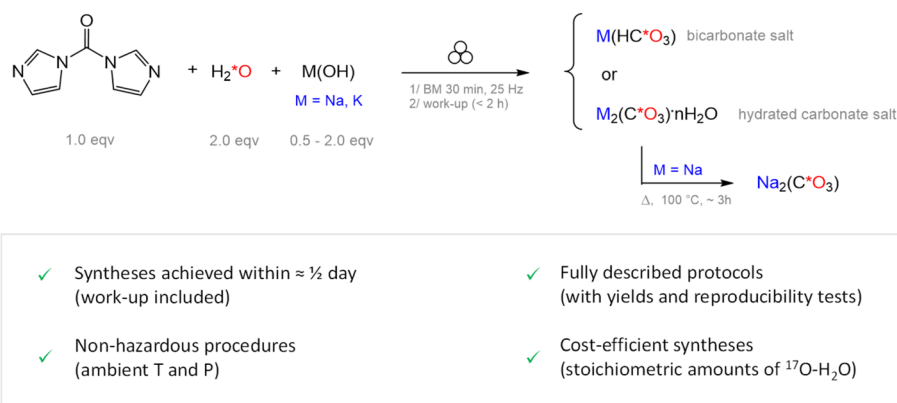 O
N N N N
+ H₂*O + M(OH)
M = Na, K
1.0 eqv 2.0 eqv 0.5 - 2.0 eqv
1/ BM 30 min, 25 Hz
2/ work-up (< 2 h)
M(HC*O₃) bicarbonate salt
or
M₂(C*O₃)·nH₂O hydrated carbonate salt
M = Na
Δ, 100 °C, ~ 3h
Na₂(C*O₃)
✓ Syntheses achieved within ≈ ½ day
(work-up included)
✓ Non-hazardous procedures
(ambient T and P)
✓ Fully described protocols
(with yields and reproducibility tests)
✓ Cost-efficient syntheses
(stoichiometric amounts of ¹⁷O-H₂O)